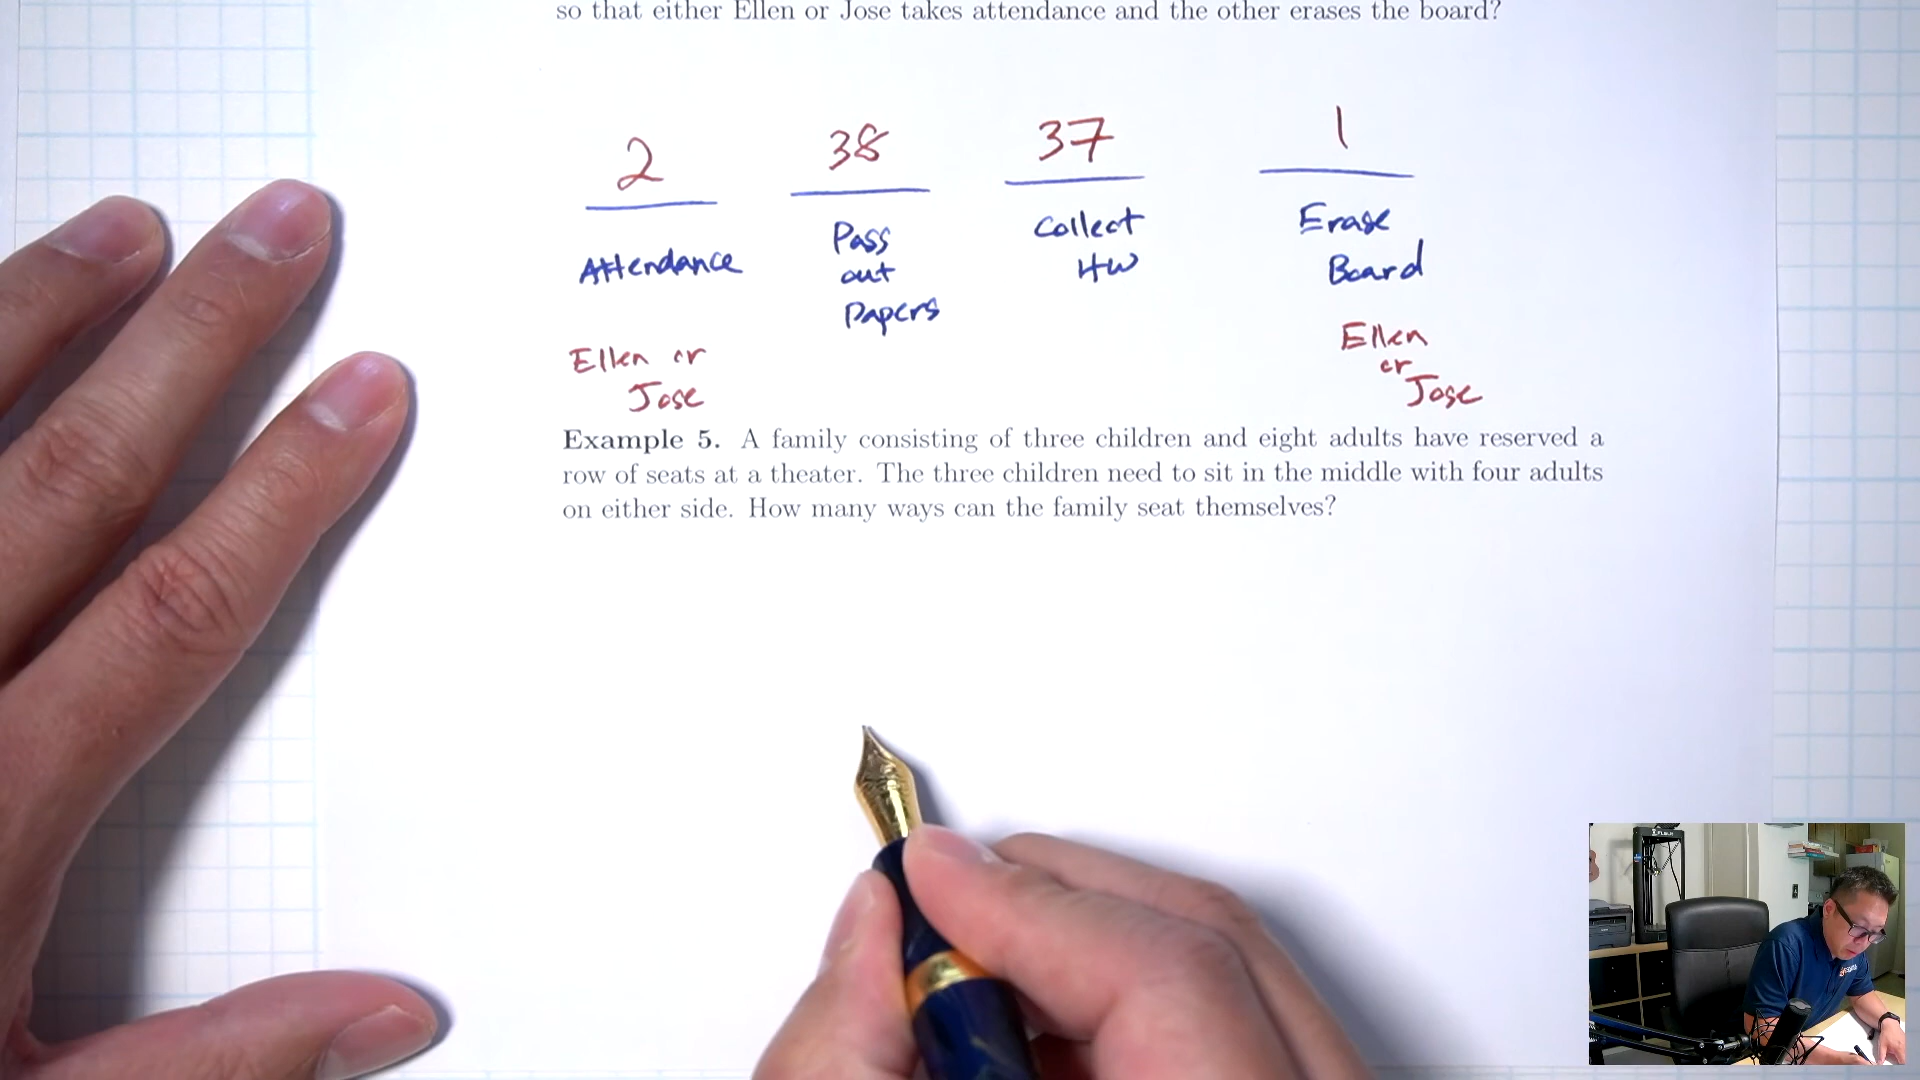 so that either Ellen or Jose takes attendance and the other erases the board?
2 38 37 1
Attendance
Pass
out
Papers
Collect
HW
Erase
Board
Ellen or
Jose
Ellen
or
Jose
Example 5. A family consisting of three children and eight adults have reserved a
row of seats at a theater. The three children need to sit in the middle with four adults
on either side. How many ways can the family seat themselves?